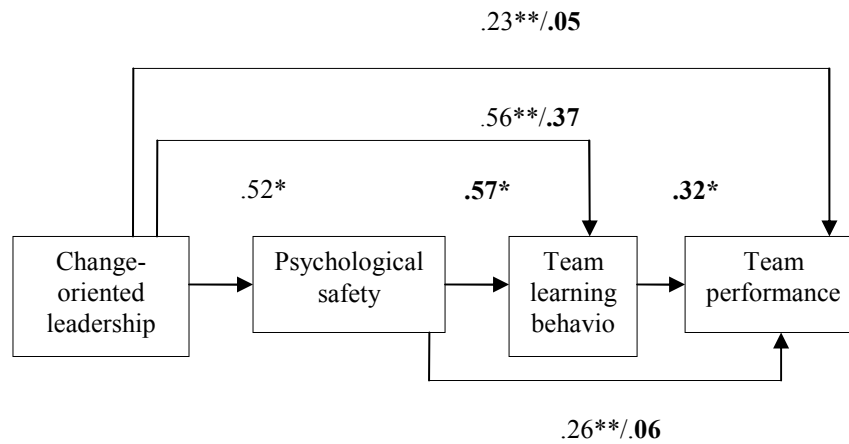 .23**/.05
.56**/.37
.52*
.57*
.32*
Change-
oriented
leadership
Psychological
safety
Team
learning
behavio
Team
performance
.26**/.06